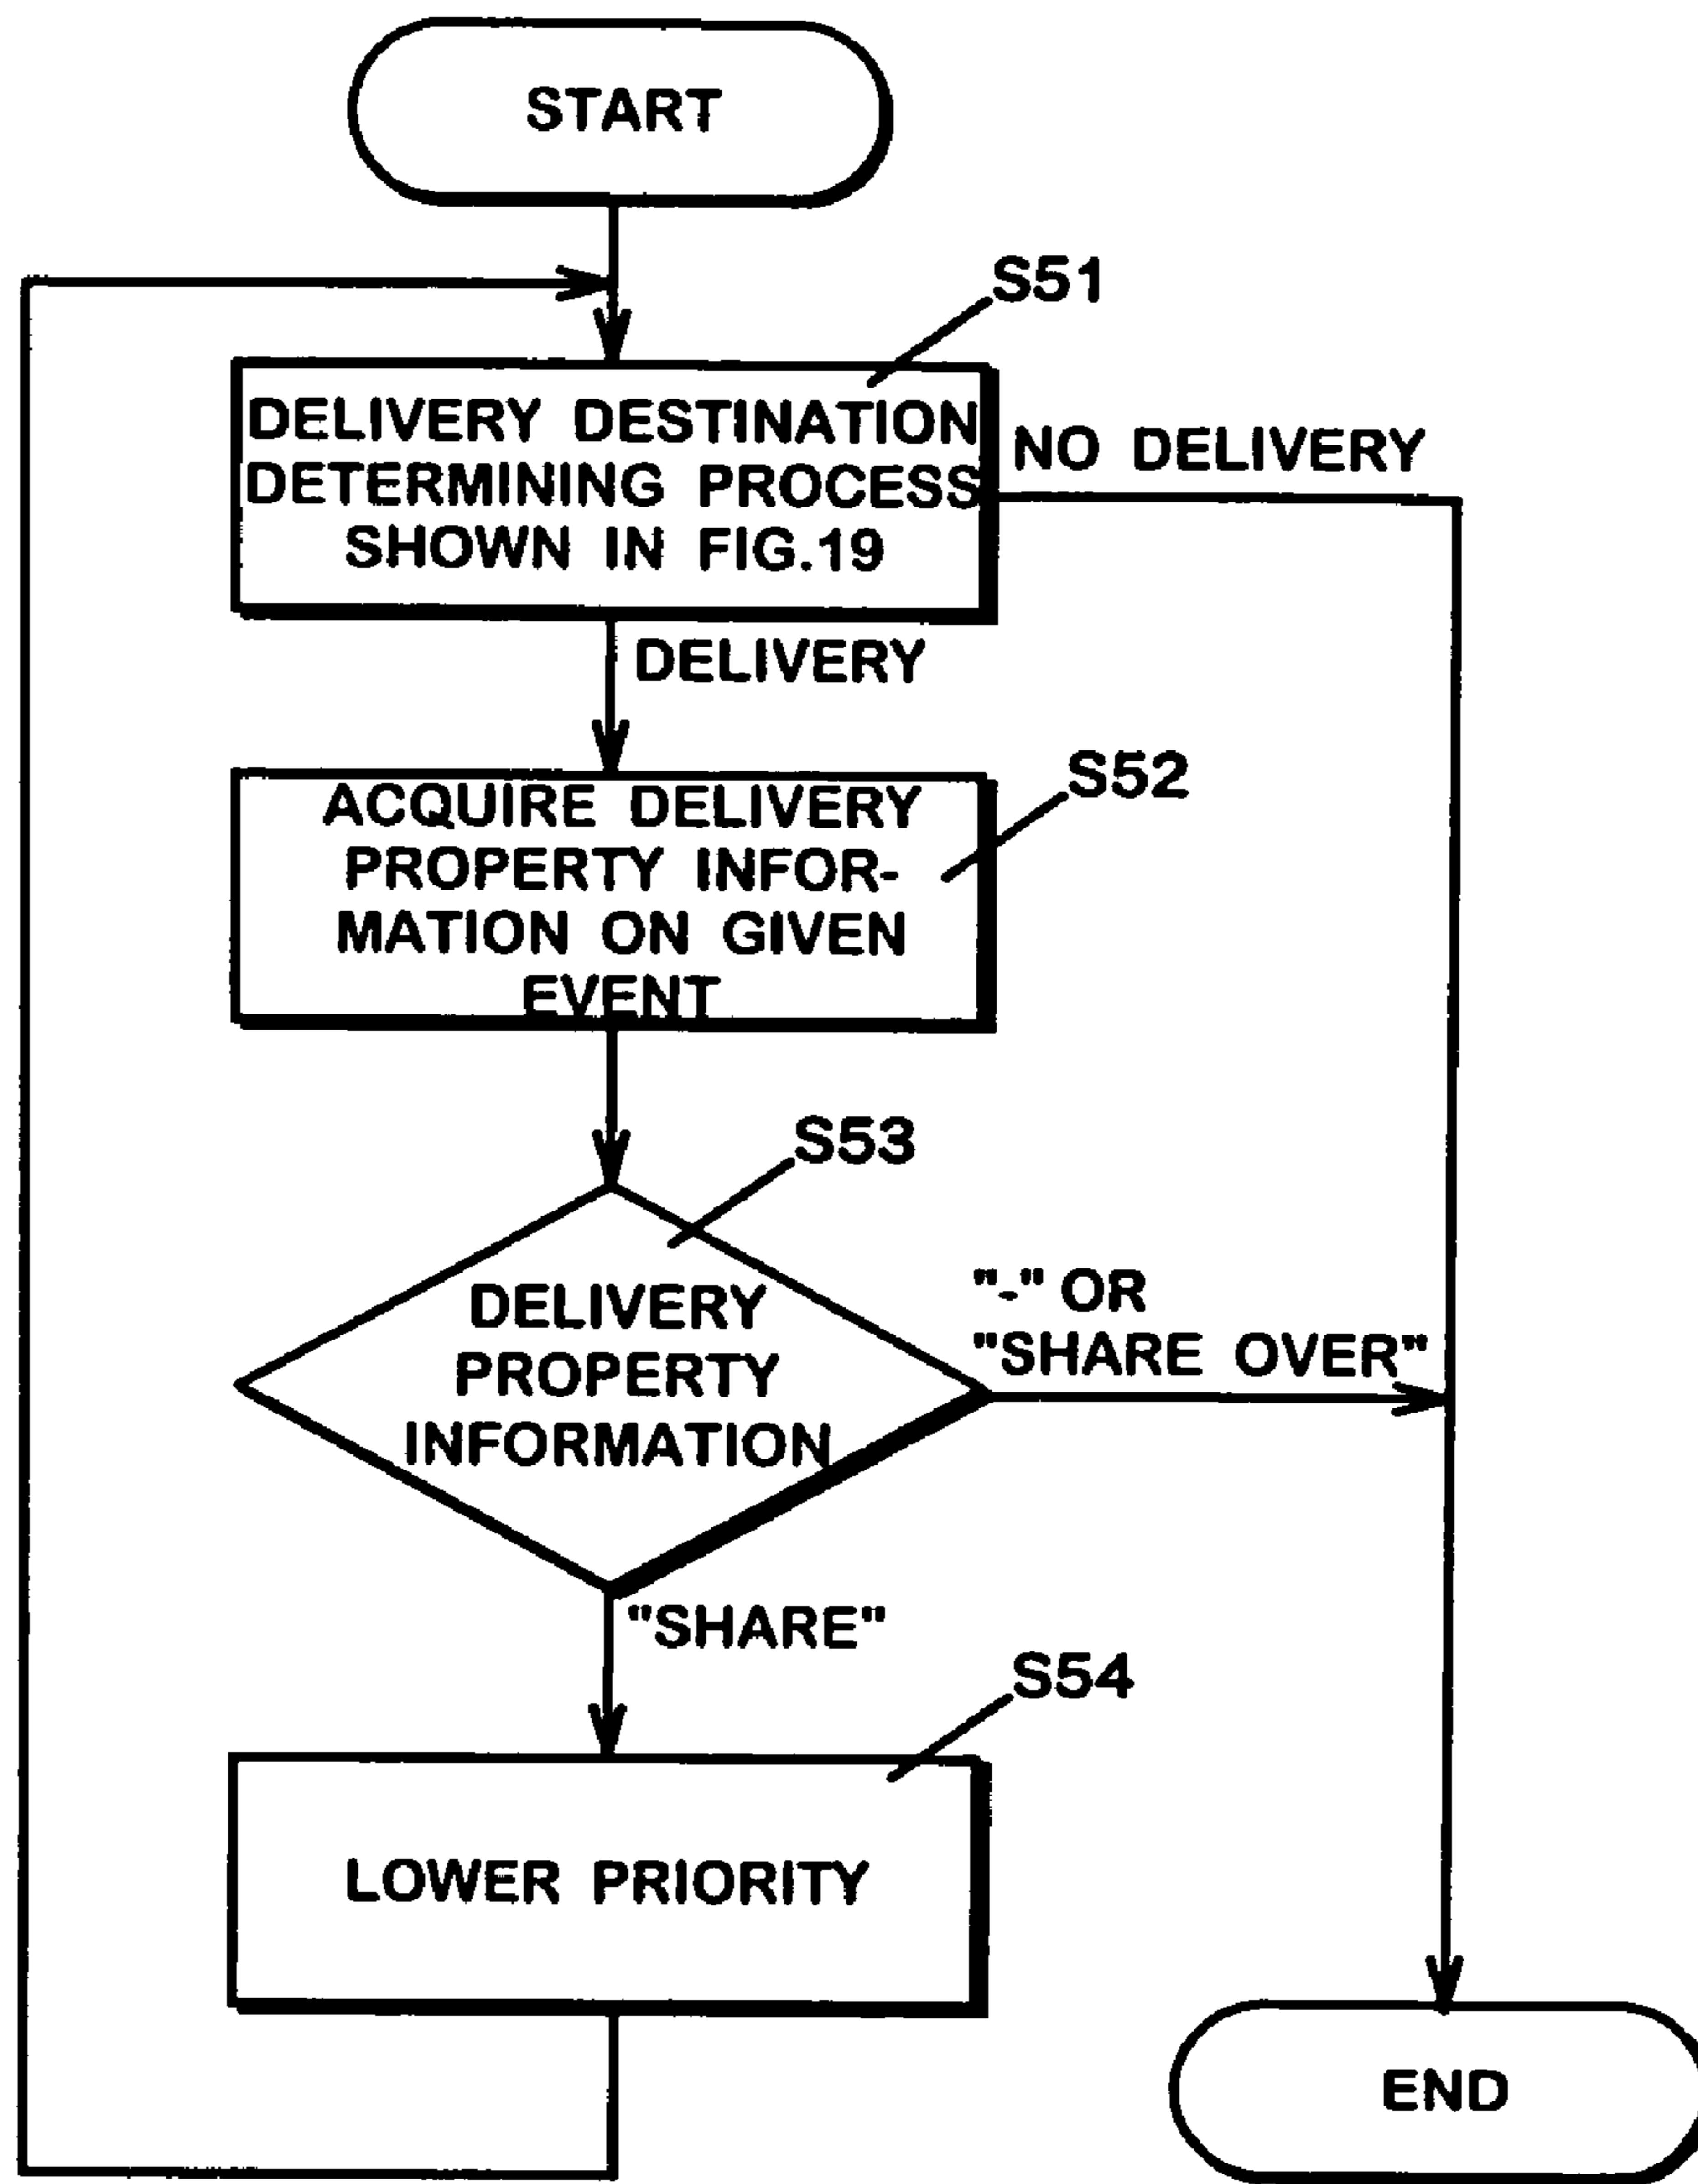 START
S51
DELIVERY DESTINATION
DETERMINING PROCESS
SHOWN IN FIG.19
NO DELIVERY
DELIVERY
S52
ACQUIRE DELIVERY
PROPERTY INFOR-
MATION ON GIVEN
EVENT
S53
DELIVERY
PROPERTY
INFORMATION
"-" OR
"SHARE OVER"
"SHARE"
S54
LOWER PRIORITY
END